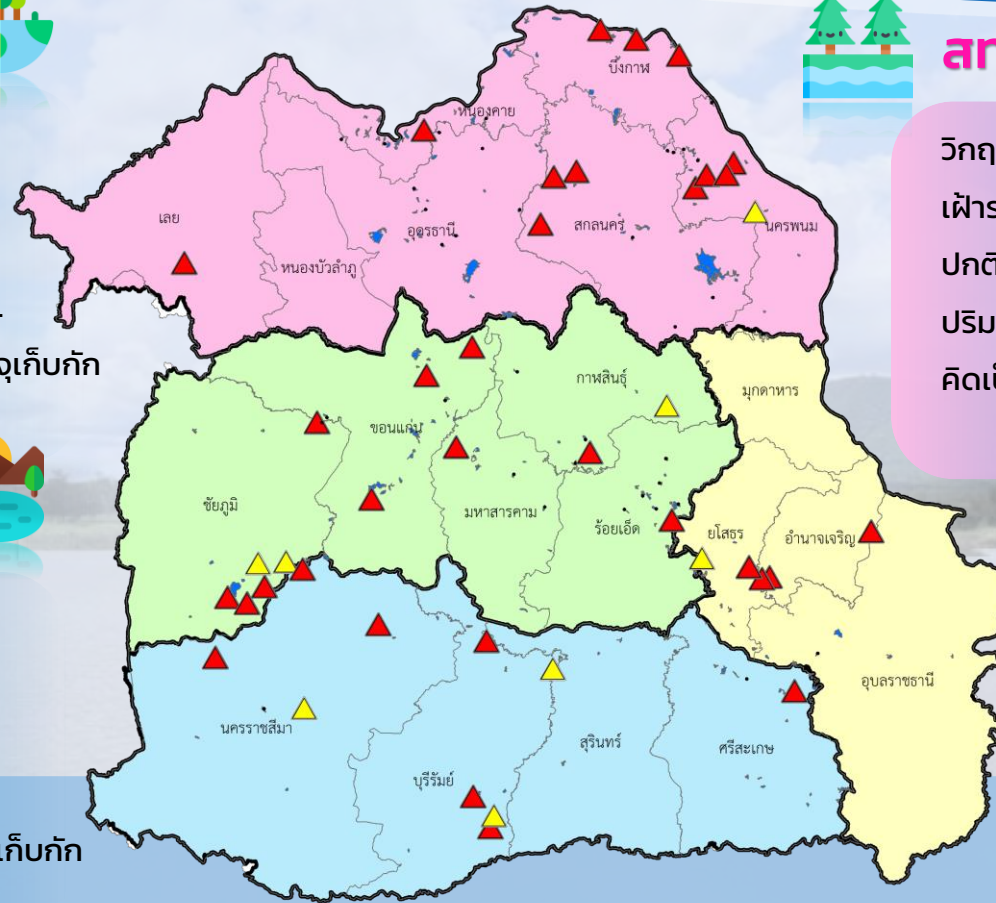 สท
วิกฤ
เฝ้าร
ปกติ
ปริม
คิดเป
จุเก็บกัก
เก็บกัก
บึงกาฬ
หนองคาย
เลย
อุดรธานี
สกลนคร
นครพนม
หนองบัวลำภู
กาฬสินธุ์
มุกดาหาร
ขอนแก่น
ชัยภูมิ
มหาสารคาม
ร้อยเอ็ด
ยโสธร
อำนาจเจริญ
อุบลราชธานี
นครราชสีมา
สุรินทร์
ศรีสะเกษ
บุรีรัมย์